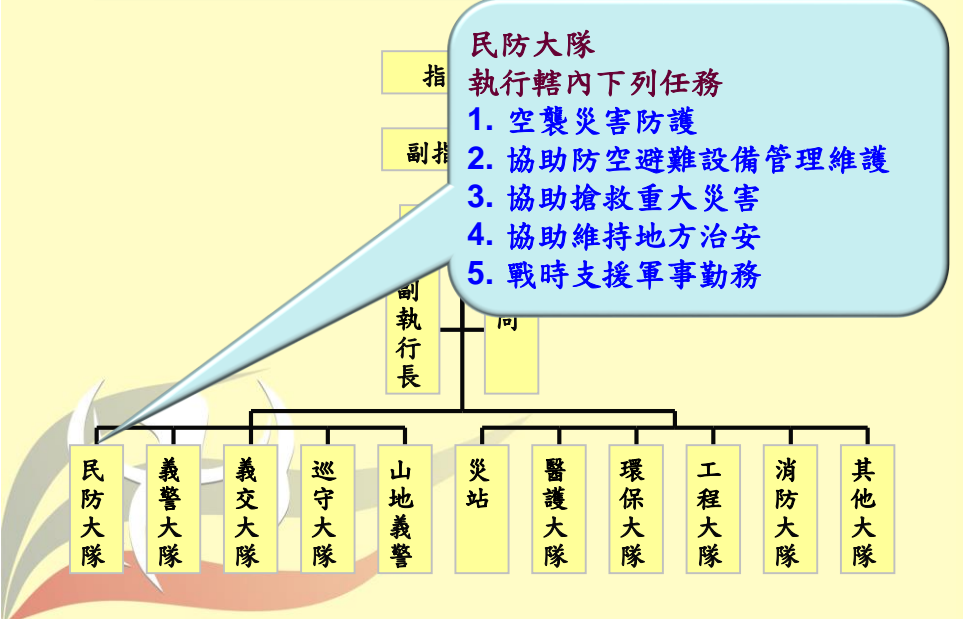 民防大隊
執行轄內下列任務
1. 空襲災害防護
2. 協助防空避難設備管理維護
3. 協助搶救重大災害
4. 協助維持地方治安
5. 戰時支援軍事勤務
指
副指
副執行長
問
民防大隊
義警大隊
義交大隊
巡守大隊
山地義警
災站
醫護大隊
環保大隊
工程大隊
消防大隊
其他大隊